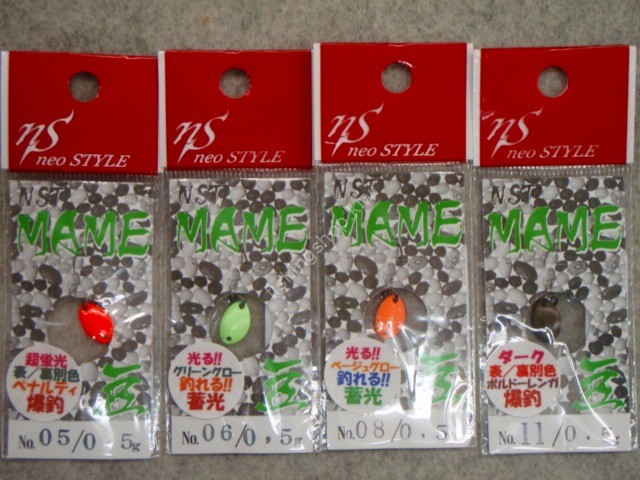 ns
neo STYLE
NST
MAME
豆
超蛍光
表/裏別色
ペナルティ
爆釣
No. 05/0.5g
ns
neo STYLE
NST
MAME
豆
光る!!
グリーングロー
釣れる!!
蓄光
No. 06/0.5g
ns
neo STYLE
NST
MAME
豆
光る!!
ベージュグロー
釣れる!!
蓄光
No. 08/0.5
ns
neo STYLE
NST
MAME
豆
ダーク
表/裏別色
ボルドーレンガ
爆釣
No. 11/0.5g